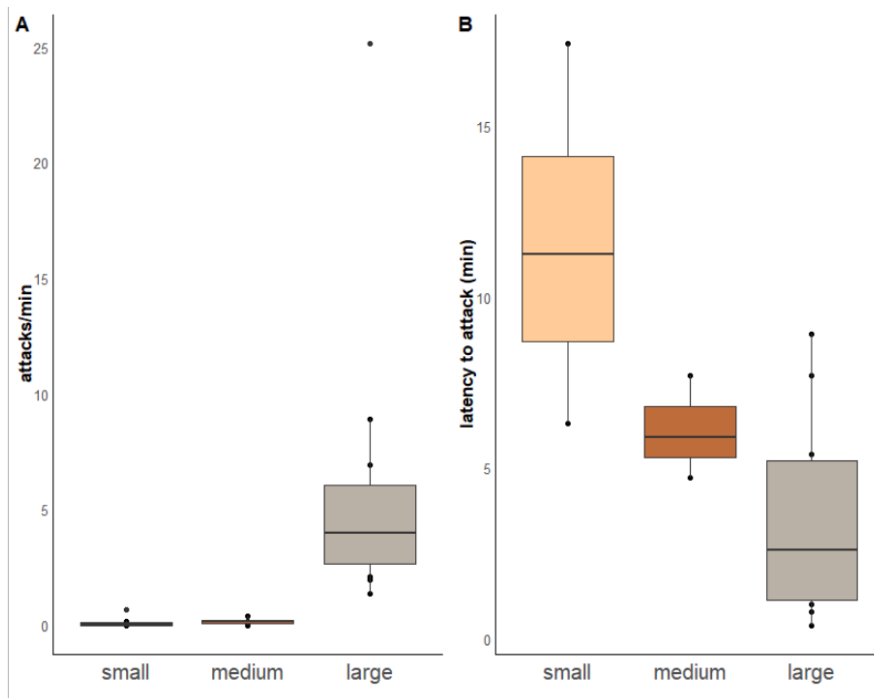 A
attacks/min
25
20
15
10
5
0
small medium large
B
latency to attack (min)
15
10
5
0
small medium large